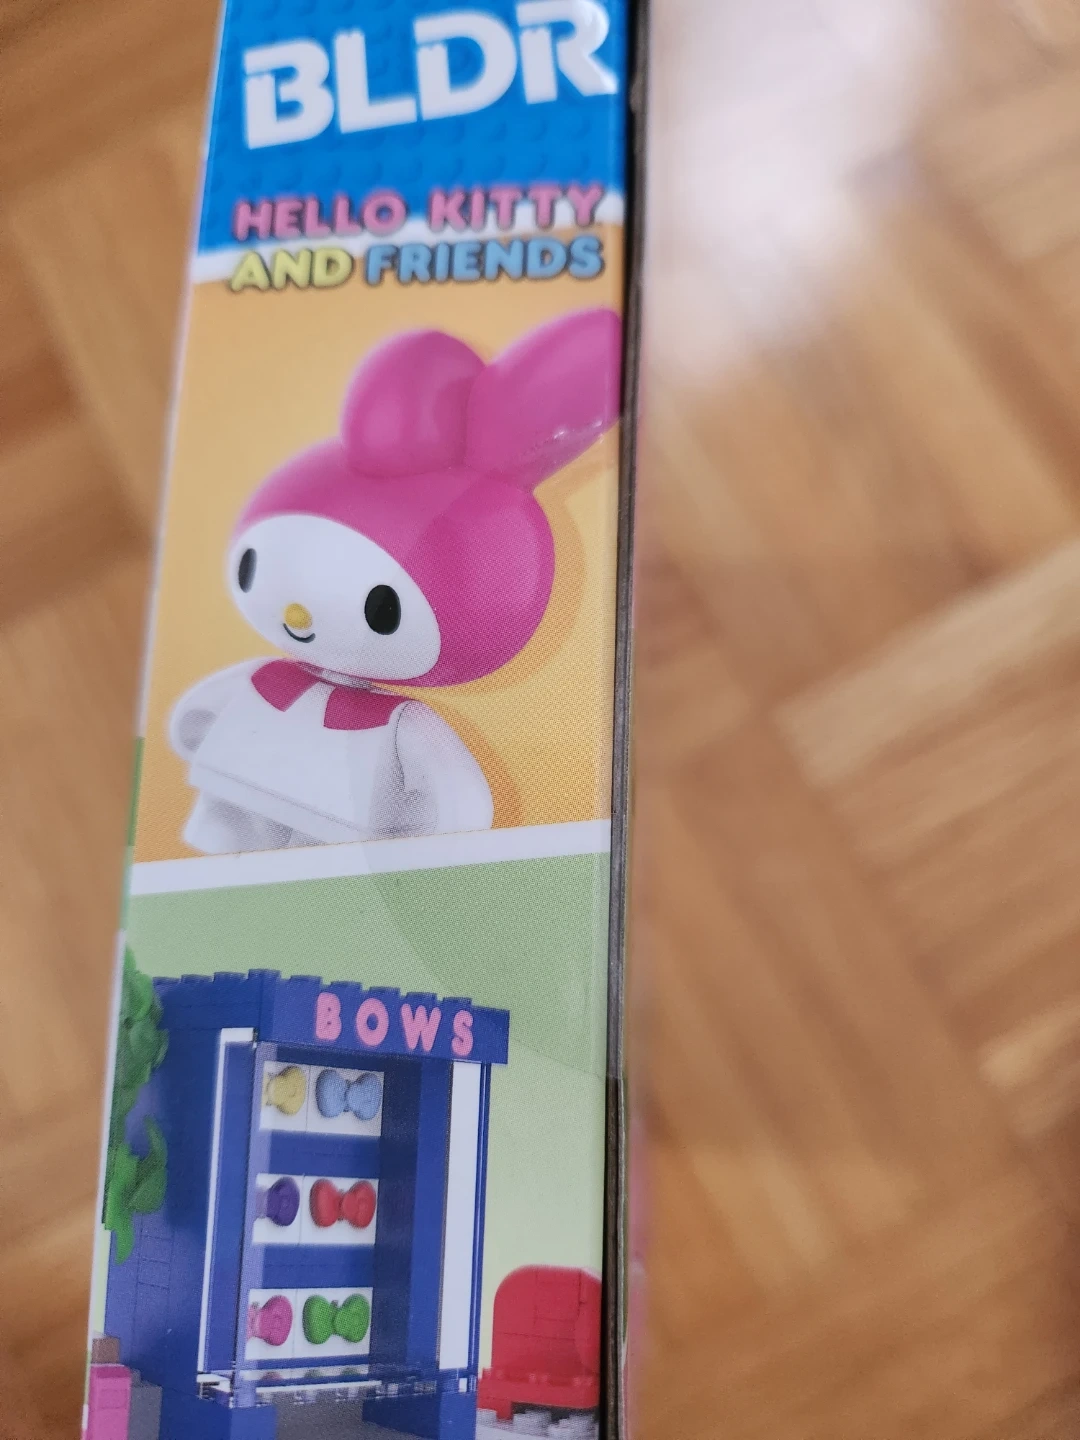 BLDR
HELLO KITTY
AND FRIENDS
BOWS